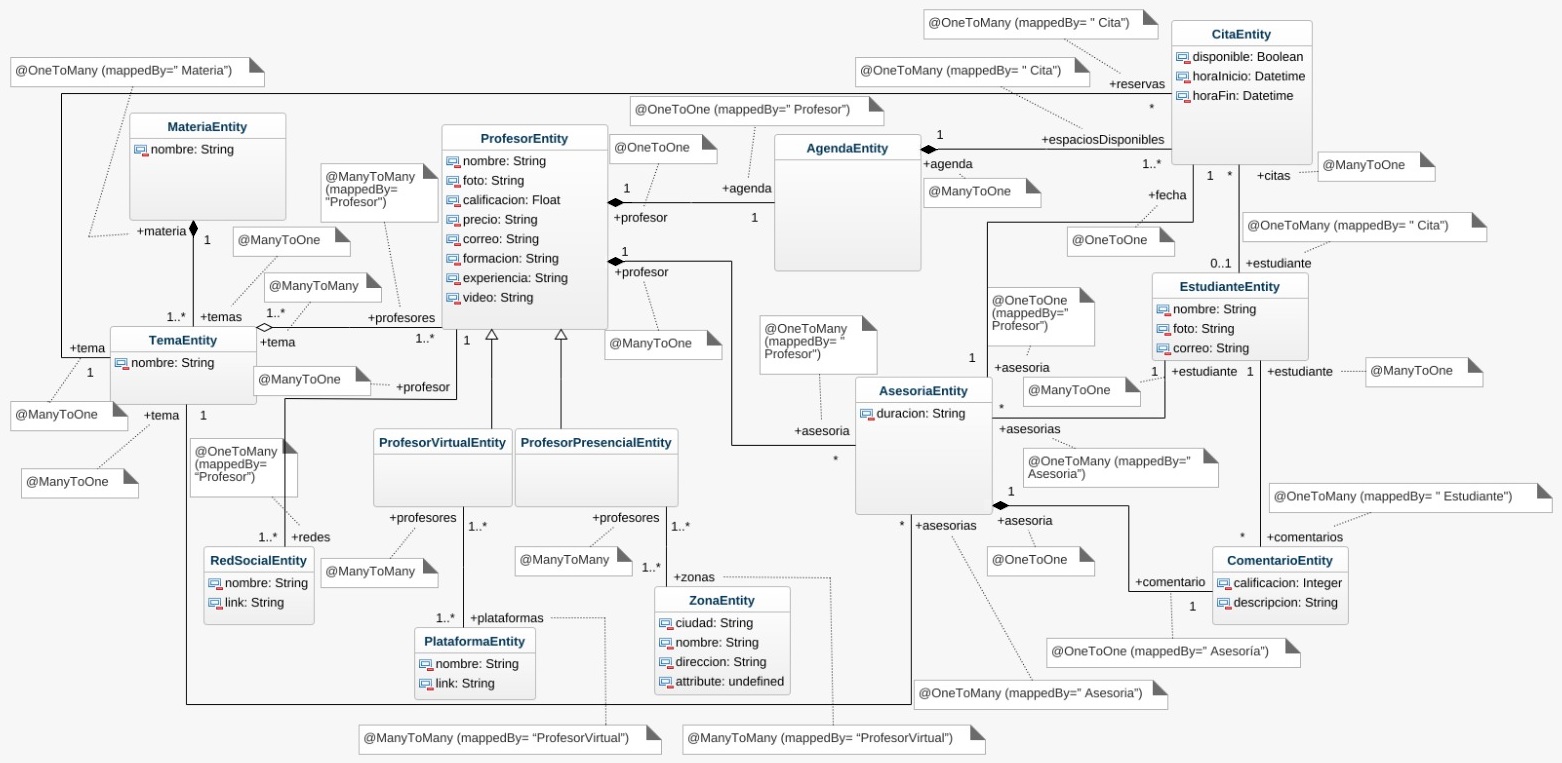 @OneToMany (mappedBy= " Cita")
CitaEntity
disponible: Boolean
horaInicio: Datetime
horaFin: Datetime
@OneToMany (mappedBy=" Materia")
@OneToMany (mappedBy= " Cita")
+reservas
*
@OneToOne (mappedBy=" Profesor")
MateriaEntity
nombre: String
ProfesorEntity
nombre: String
foto: String
calificacion: Float
precio: String
correo: String
formacion: String
experiencia: String
video: String
@OneToOne
AgendaEntity
1
+espaciosDisponibles
+agenda
1..*
@ManyToOne
@ManyToOne
@ManyToMany
(mappedBy=
"Profesor")
1
+agenda
+profesor
1
+fecha
1
*
+citas
@OneToOne
@OneToMany (mappedBy= " Cita")
+materia
1
@ManyToOne
1
+profesor
0..1
+estudiante
@ManyToMany
EstudianteEntity
nombre: String
foto: String
correo: String
@OneToOne
(mappedBy="
Profesor")
1..*
+temas
1..*
+profesores
1..*
+tema
@ManyToOne
@OneToMany
(mappedBy= "
Profesor")
TemaEntity
nombre: String
+tema
1
1
1
+asesoria
1
+estudiante
1
+estudiante
@ManyToOne
@ManyToOne
+profesor
@ManyToOne
AsesoriaEntity
duracion: String
@ManyToOne
+tema
1
*
+asesorias
+asesoria
*
ProfesorVirtualEntity
ProfesorPresencialEntity
@OneToMany
(mappedBy=
“Profesor”)
@ManyToOne
@OneToMany (mappedBy="
Asesoria")
1
+asesoria
@OneToMany (mappedBy= " Estudiante")
+profesores
1..*
+profesores
1..*
*
+asesorias
1..*
+redes
*
+comentarios
RedSocialEntity
nombre: String
link: String
@ManyToMany
@ManyToMany
@OneToOne
ComentarioEntity
calificacion: Integer
descripcion: String
1..*
+zonas
+comentario
1
ZonaEntity
ciudad: String
nombre: String
direccion: String
attribute: undefined
1..*
+plataformas
PlataformaEntity
nombre: String
link: String
@OneToOne (mappedBy=" Asesoría")
@OneToMany (mappedBy=" Asesoria")
@ManyToMany (mappedBy= “ProfesorVirtual”)
@ManyToMany (mappedBy= “ProfesorVirtual”)